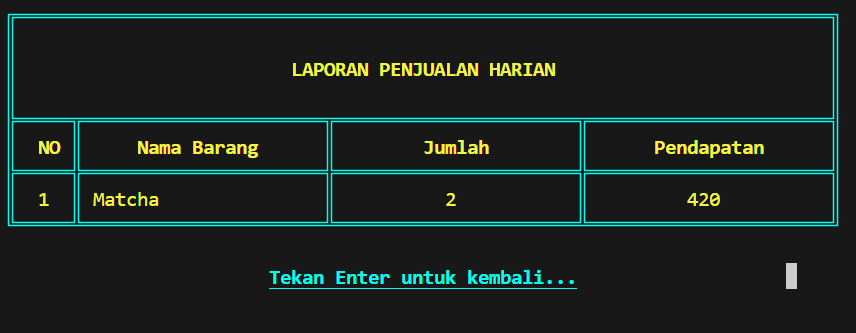 LAPORAN PENJUALAN HARIAN
NO Nama Barang Jumlah Pendapatan
1 Matcha 2 420
Tekan Enter untuk kembali...